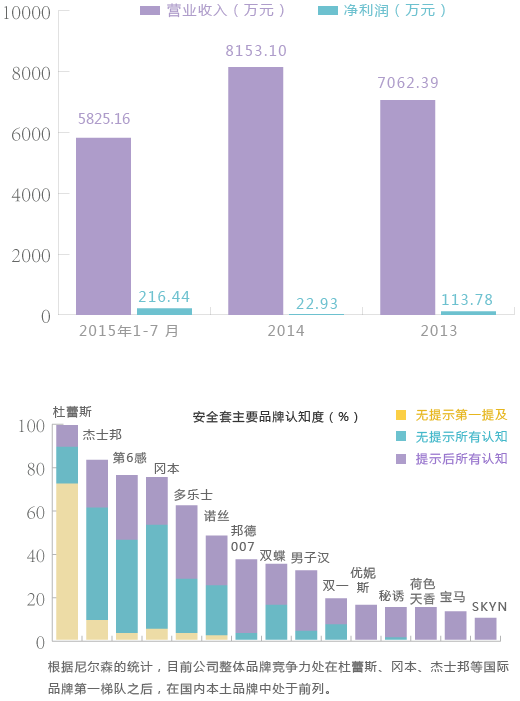 营业收入（万元） 净利润（万元）
10000
8000
6000
4000
2000
0
5825.16
8153.10
7062.39
216.44
22.93
113.78
2015年1-7 月 2014 2013
安全套主要品牌认知度（%）
无提示第一提及
无提示所有认知
提示后所有认知
100
80
60
40
20
0
杜蕾斯
杰士邦
第6感
冈本
多乐士
诺丝
邦德
007
双蝶
男子汉
双一
优妮
斯
秘诱
荷色
天香
宝马
SKYN
根据尼尔森的统计，目前公司整体品牌竞争力处在杜蕾斯、冈本、杰士邦等国际
品牌第一梯队之后，在国内本土品牌中处于前列。